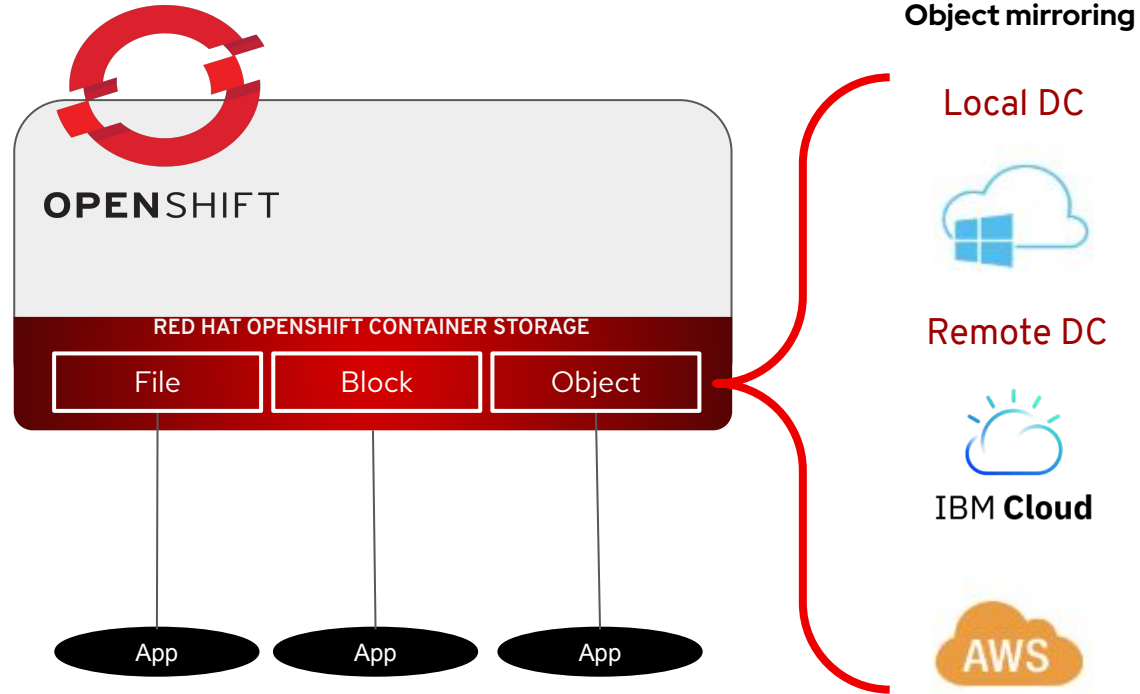 Object mirroring
Local DC
OPENSHIFT
RED HAT OPENSHIFT CONTAINER STORAGE
Remote DC
File
Block
Object
IBM Cloud
App
App
App
AWS